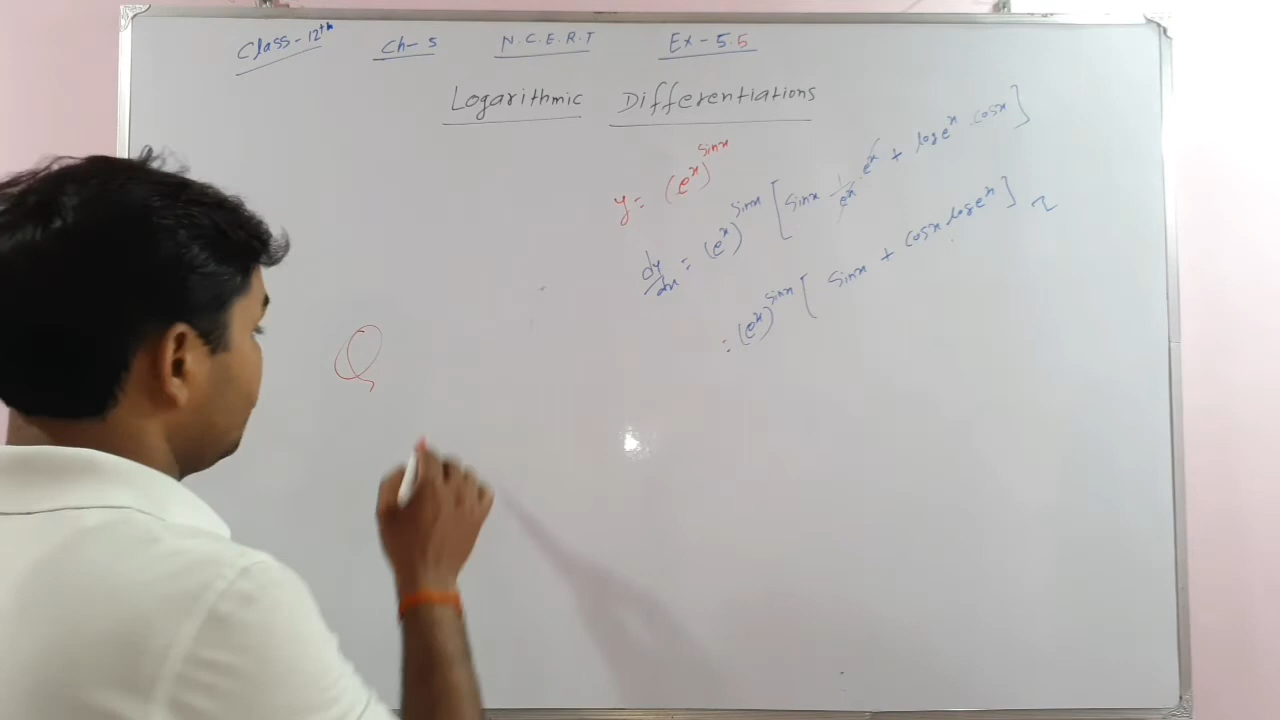 Class-12th Ch-5 N.C.E.R.T Ex-5.5
Logarithmic Differentiations
y = (e^x)^sinx
dy/dx = (e^x)^sinx [sinx 1/e^x · e^x + log e^x · cosx]
= (e^x)^sinx [sinx + cosx log e^x]
Q